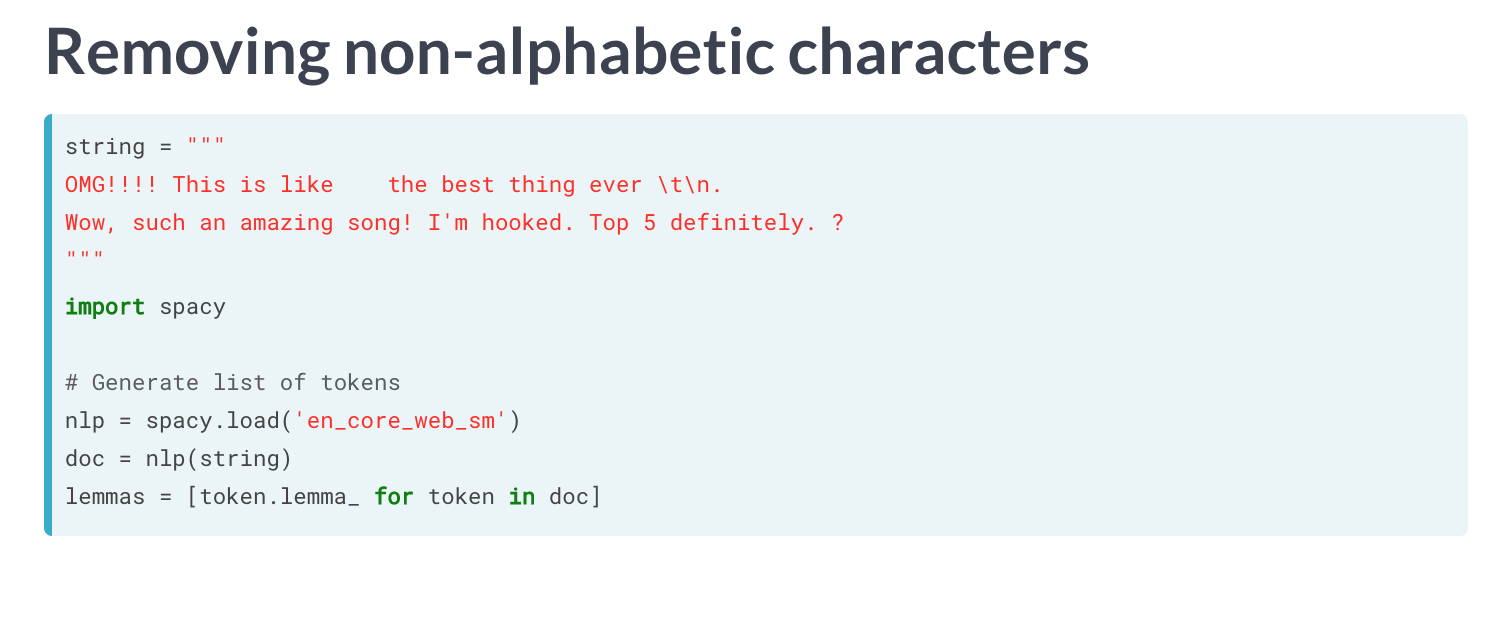 Removing non-alphabetic characters
string = """
OMG!!!! This is like    the best thing ever \t\n.
Wow, such an amazing song! I'm hooked. Top 5 definitely. ?
"""
import spacy
# Generate list of tokens
nlp = spacy.load('en_core_web_sm')
doc = nlp(string)
lemmas = [token.lemma_ for token in doc]